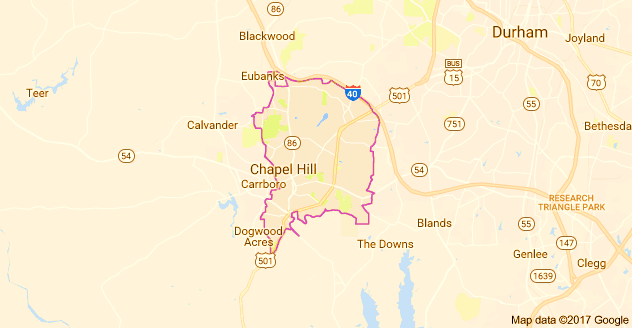 86
Blackwood
Durham
Joyland
Eubanks
BUS
15
Teer
40
501
70
55
Calvander
751
Bethesda
86
54
Chapel Hill
54
Carrboro
RESEARCH
TRIANGLE PARK
Dogwood
Acres
Blands
55
The Downs
147
Genlee
501
Clegg
1639
Map data ©2017 Google